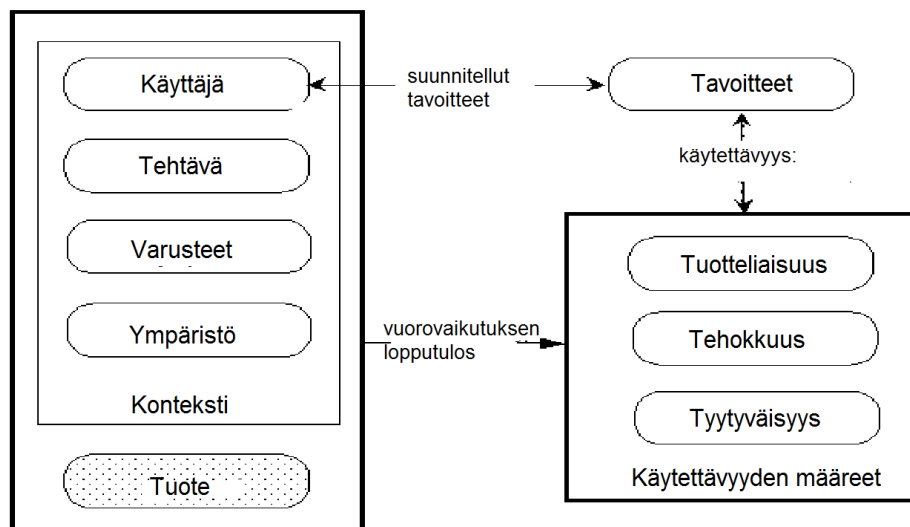 Käyttäjä
Tehtävä
Varusteet
Ympäristö
Konteksti
Tuote
suunnitellut
tavoitteet
Tavoitteet
käytettävyys:
vuorovaikutuksen
lopputulos
Tuotteliaisuus
Tehokkuus
Tyytyväisyys
Käytettävyyden määreet